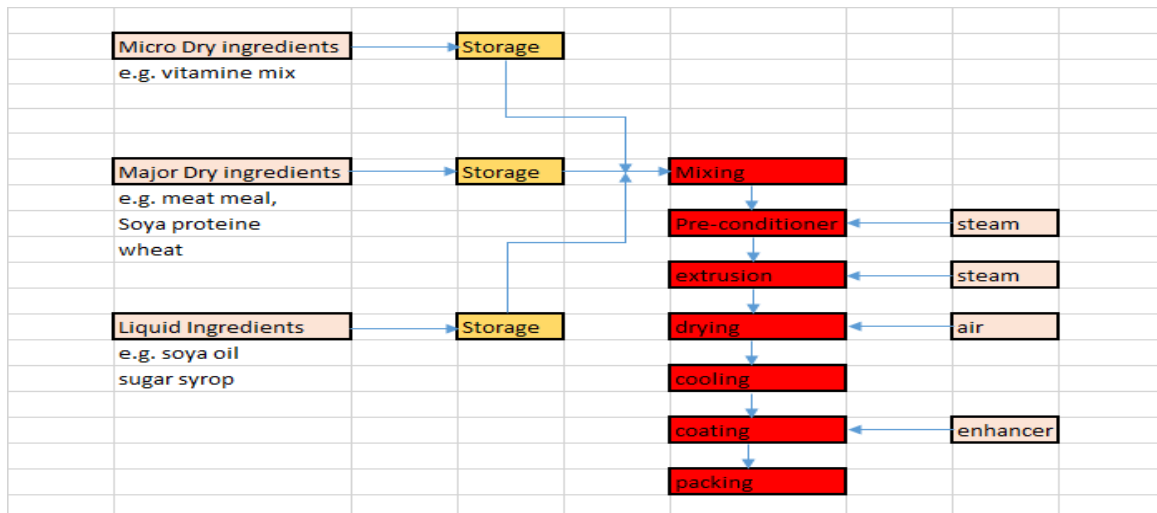 Micro Dry ingredients
Storage
e.g. vitamine mix
Major Dry ingredients
Storage
Mixing
e.g. meat meal,
Soya proteine
Pre-conditioner
steam
wheat
extrusion
steam
Liquid Ingredients
Storage
drying
air
e.g. soya oil
sugar syrop
cooling
coating
enhancer
packing